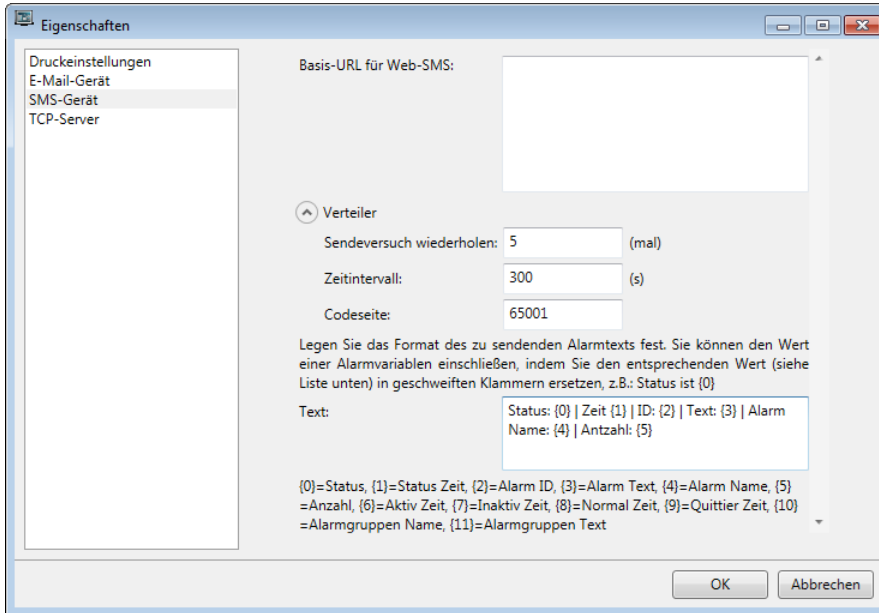 Eigenschaften
Druckeinstellungen
E-Mail-Gerät
SMS-Gerät
TCP-Server
Basis-URL für Web-SMS:
Verteiler
Sendeversuch wiederholen: 5 (mal)
Zeitintervall: 300 (s)
Codeseite: 65001
Legen Sie das Format des zu sendenden Alarmtexts fest. Sie können den Wert
einer Alarmvariablen einschließen, indem Sie den entsprechenden Wert (siehe
Liste unten) in geschweiften Klammern ersetzen, z.B.: Status ist {0}
Text:
Status: {0} | Zeit {1} | ID: {2} | Text: {3} | Alarm
Name: {4} | Antzahl: {5}
{0}=Status, {1}=Status Zeit, {2}=Alarm ID, {3}=Alarm Text, {4}=Alarm Name, {5}
=Anzahl, {6}=Aktiv Zeit, {7}=Inaktiv Zeit, {8}=Normal Zeit, {9}=Quittier Zeit, {10}
=Alarmgruppen Name, {11}=Alarmgruppen Text
OK
Abbrechen